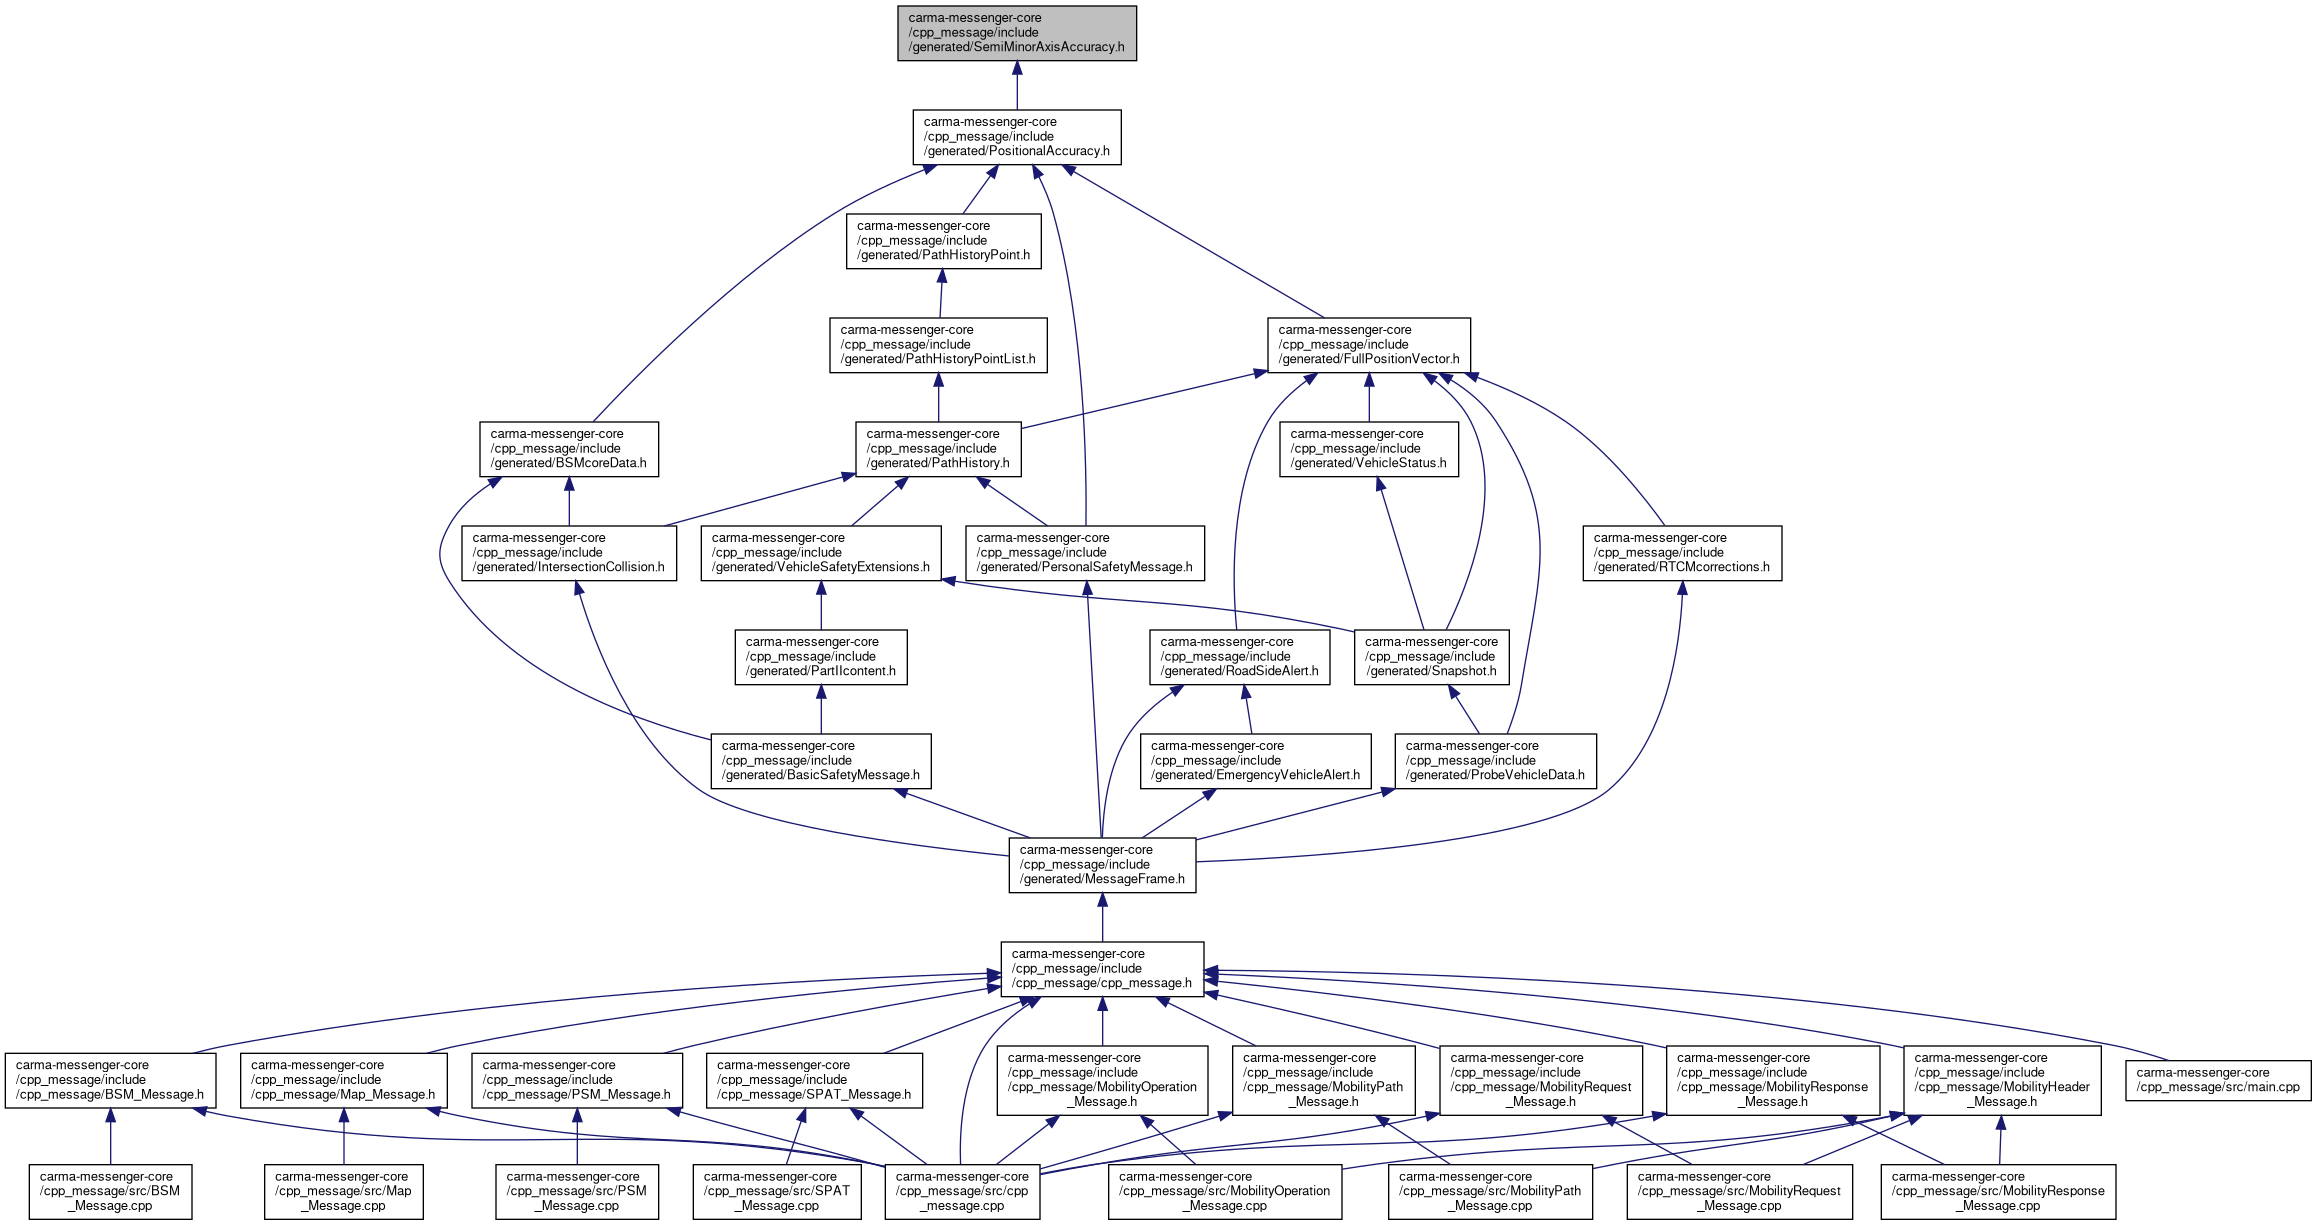 carma-messenger-core
/cpp_message/include
/generated/SemiMinorAxisAccuracy.h
carma-messenger-core
/cpp_message/include
/generated/PositionalAccuracy.h
carma-messenger-core
/cpp_message/include
/generated/PathHistoryPoint.h
carma-messenger-core
/cpp_message/include
/generated/PathHistoryPointList.h
carma-messenger-core
/cpp_message/include
/generated/FullPositionVector.h
carma-messenger-core
/cpp_message/include
/generated/BSMcoreData.h
carma-messenger-core
/cpp_message/include
/generated/PathHistory.h
carma-messenger-core
/cpp_message/include
/generated/VehicleStatus.h
carma-messenger-core
/cpp_message/include
/generated/IntersectionCollision.h
carma-messenger-core
/cpp_message/include
/generated/VehicleSafetyExtensions.h
carma-messenger-core
/cpp_message/include
/generated/PersonalSafetyMessage.h
carma-messenger-core
/cpp_message/include
/generated/RTCMcorrections.h
carma-messenger-core
/cpp_message/include
/generated/PartIIcontent.h
carma-messenger-core
/cpp_message/include
/generated/RoadSideAlert.h
carma-messenger-core
/cpp_message/include
/generated/Snapshot.h
carma-messenger-core
/cpp_message/include
/generated/BasicSafetyMessage.h
carma-messenger-core
/cpp_message/include
/generated/EmergencyVehicleAlert.h
carma-messenger-core
/cpp_message/include
/generated/ProbeVehicleData.h
carma-messenger-core
/cpp_message/include
/generated/MessageFrame.h
carma-messenger-core
/cpp_message/include
/cpp_message/cpp_message.h
carma-messenger-core
/cpp_message/include
/cpp_message/BSM_Message.h
carma-messenger-core
/cpp_message/include
/cpp_message/Map_Message.h
carma-messenger-core
/cpp_message/include
/cpp_message/PSM_Message.h
carma-messenger-core
/cpp_message/include
/cpp_message/SPAT_Message.h
carma-messenger-core
/cpp_message/include
/cpp_message/MobilityOperation
_Message.h
carma-messenger-core
/cpp_message/include
/cpp_message/MobilityPath
_Message.h
carma-messenger-core
/cpp_message/include
/cpp_message/MobilityRequest
_Message.h
carma-messenger-core
/cpp_message/include
/cpp_message/MobilityResponse
_Message.h
carma-messenger-core
/cpp_message/include
/cpp_message/MobilityHeader
_Message.h
carma-messenger-core
/cpp_message/src/main.cpp
carma-messenger-core
/cpp_message/src/BSM
_Message.cpp
carma-messenger-core
/cpp_message/src/Map
_Message.cpp
carma-messenger-core
/cpp_message/src/PSM
_Message.cpp
carma-messenger-core
/cpp_message/src/SPAT
_Message.cpp
carma-messenger-core
/cpp_message/src/cpp
_message.cpp
carma-messenger-core
/cpp_message/src/MobilityOperation
_Message.cpp
carma-messenger-core
/cpp_message/src/MobilityPath
_Message.cpp
carma-messenger-core
/cpp_message/src/MobilityRequest
_Message.cpp
carma-messenger-core
/cpp_message/src/MobilityResponse
_Message.cpp